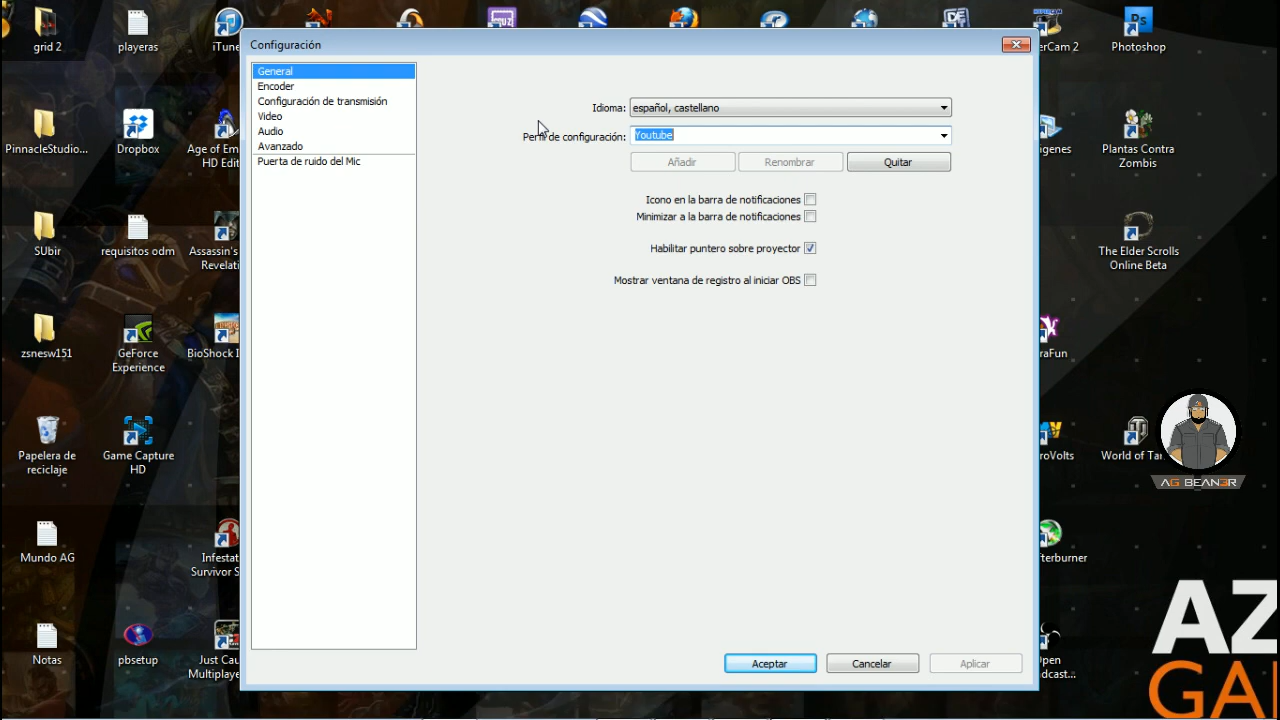 Configuración
General
Encoder
Configuración de transmisión
Video
Audio
Avanzado
Puerta de ruido del Mic
Idioma: español, castellano
Perfil de configuración: Youtube
Añadir Renombrar Quitar
Icono en la barra de notificaciones
Minimizar a la barra de notificaciones
Habilitar puntero sobre proyector
Mostrar ventana de registro al iniciar OBS
Aceptar Cancelar Aplicar
grid 2
playeras
iTune
PinnacleStudio...
Dropbox
Age of Em
HD Edit
SUbir
requisitos odm
Assassin's
Revelati
zsnesw151
GeForce
Experience
BioShock I
Papelera de
reciclaje
Game Capture
HD
Mundo AG
Infestat
Survivor S
Notas
pbsetup
Just Cau
Multiplaye
erCam 2
Photoshop
Ps
DE
ígenes
Plantas Contra
Zombis
The Elder Scrolls
Online Beta
raFun
roVolts
World of Tan
AG BEAN3R
fterburner
Open
dcast...
AZ
GA